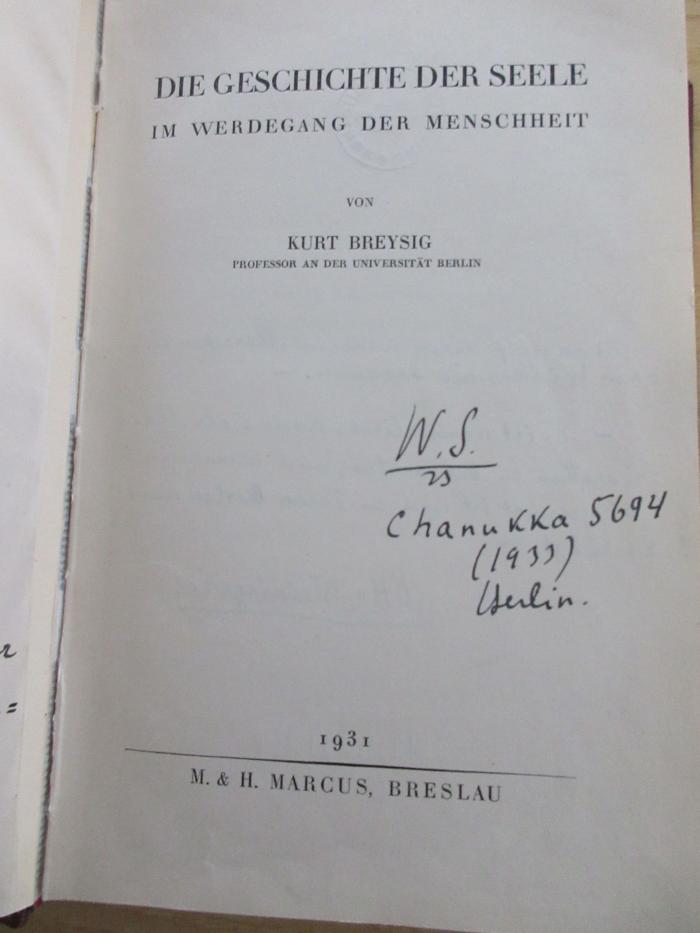 DIE GESCHICHTE DER SEELE
IM WERDEGANG DER MENSCHHEIT
VON
KURT BREYSIG
PROFESSOR AN DER UNIVERSITÄT BERLIN
W. S.
Chanukka 5694
(1933)
Berlin.
1931
M. & H. MARCUS, BRESLAU